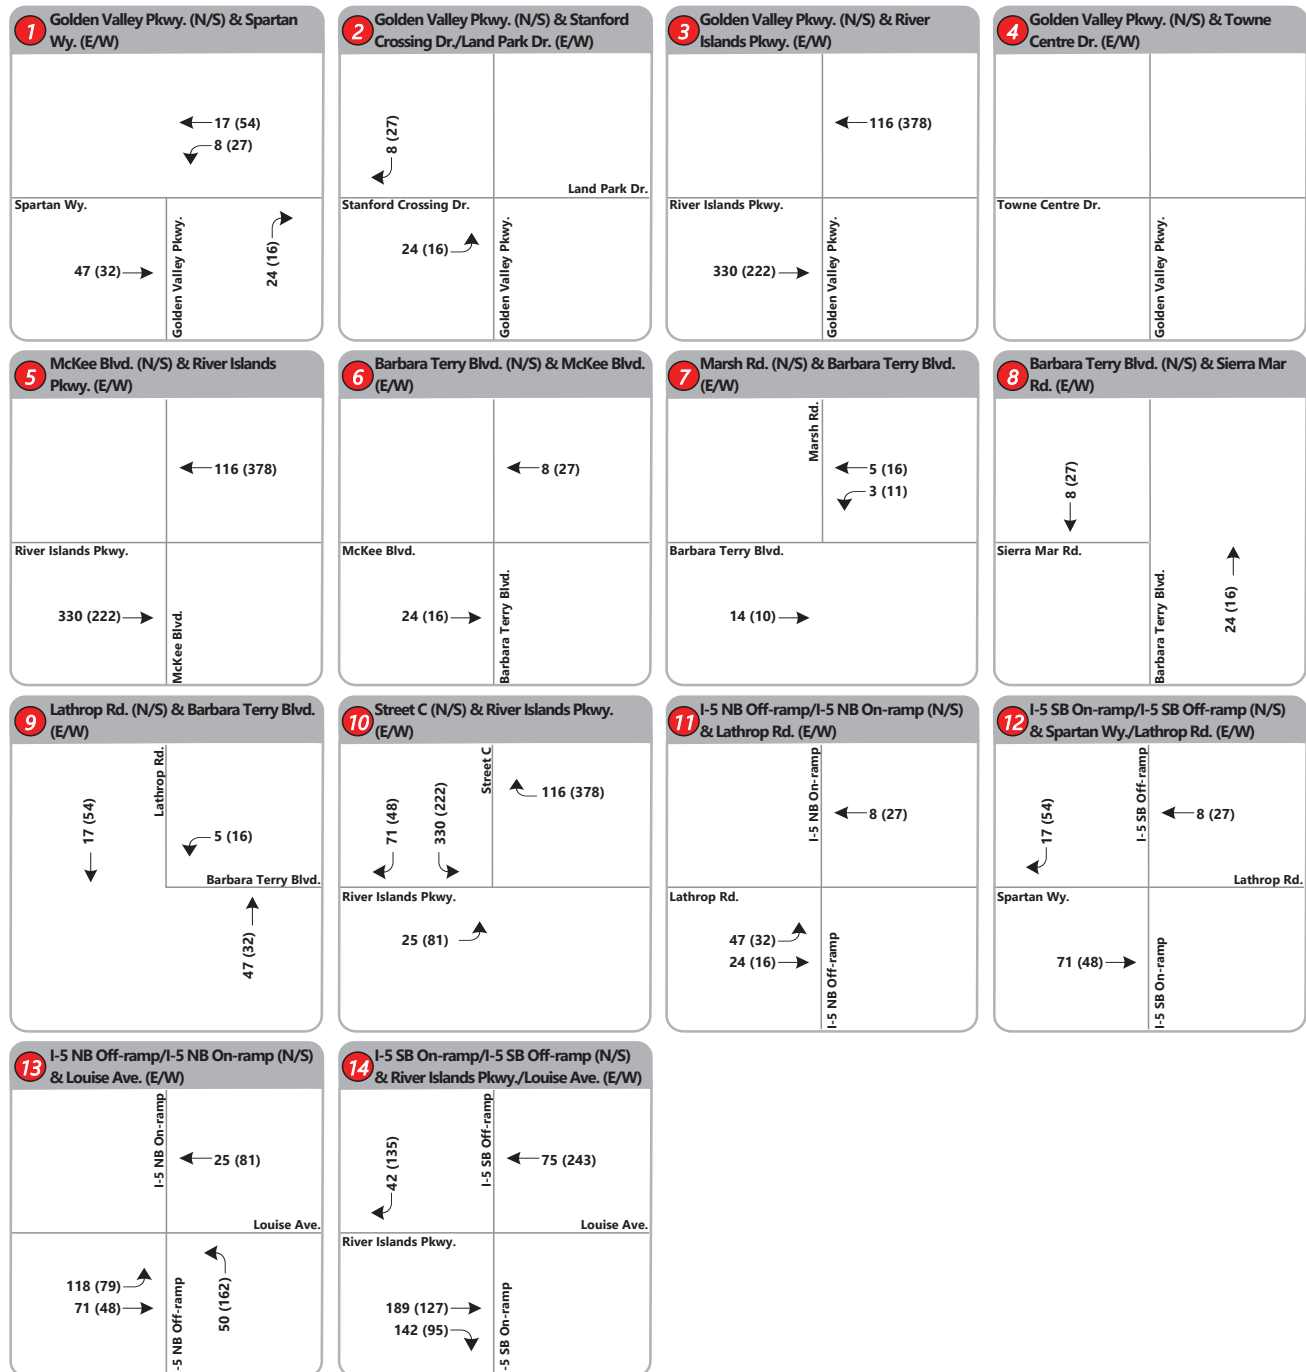 1
Golden Valley Pkwy. (N/S) & Spartan
Wy. (E/W)
17 (54)
8 (27)
Spartan Wy.
Golden Valley Pkwy.
47 (32)
24 (16)
2
Golden Valley Pkwy. (N/S) & Stanford
Crossing Dr./Land Park Dr. (E/W)
8 (27)
Land Park Dr.
Stanford Crossing Dr.
24 (16)
Golden Valley Pkwy.
3
Golden Valley Pkwy. (N/S) & River
Islands Pkwy. (E/W)
116 (378)
River Islands Pkwy.
330 (222)
Golden Valley Pkwy.
4
Golden Valley Pkwy. (N/S) & Towne
Centre Dr. (E/W)
Towne Centre Dr.
Golden Valley Pkwy.
5
McKee Blvd. (N/S) & River Islands
Pkwy. (E/W)
116 (378)
River Islands Pkwy.
330 (222)
McKee Blvd.
6
Barbara Terry Blvd. (N/S) & McKee Blvd.
(E/W)
8 (27)
McKee Blvd.
24 (16)
Barbara Terry Blvd.
7
Marsh Rd. (N/S) & Barbara Terry Blvd.
(E/W)
Marsh Rd.
5 (16)
3 (11)
Barbara Terry Blvd.
14 (10)
8
Barbara Terry Blvd. (N/S) & Sierra Mar
Rd. (E/W)
8 (27)
Sierra Mar Rd.
Barbara Terry Blvd.
24 (16)
9
Lathrop Rd. (N/S) & Barbara Terry Blvd.
(E/W)
Lathrop Rd.
17 (54)
5 (16)
Barbara Terry Blvd.
47 (32)
10
Street C (N/S) & River Islands Pkwy.
(E/W)
Street C
71 (48)
330 (222)
116 (378)
River Islands Pkwy.
25 (81)
11
I-5 NB Off-ramp/I-5 NB On-ramp (N/S)
& Lathrop Rd. (E/W)
I-5 NB On-ramp
8 (27)
Lathrop Rd.
47 (32)
24 (16)
I-5 NB Off-ramp
12
I-5 SB On-ramp/I-5 SB Off-ramp (N/S)
& Spartan Wy./Lathrop Rd. (E/W)
17 (54)
I-5 SB Off-ramp
8 (27)
Lathrop Rd.
Spartan Wy.
71 (48)
I-5 SB On-ramp
13
I-5 NB Off-ramp/I-5 NB On-ramp (N/S)
& Louise Ave. (E/W)
I-5 NB On-ramp
25 (81)
Louise Ave.
118 (79)
71 (48)
-5 NB Off-ramp
50 (162)
14
I-5 SB On-ramp/I-5 SB Off-ramp (N/S)
& River Islands Pkwy./Louise Ave. (E/W)
42 (135)
I-5 SB Off-ramp
75 (243)
Louise Ave.
River Islands Pkwy.
189 (127)
142 (95)
-5 SB On-ramp